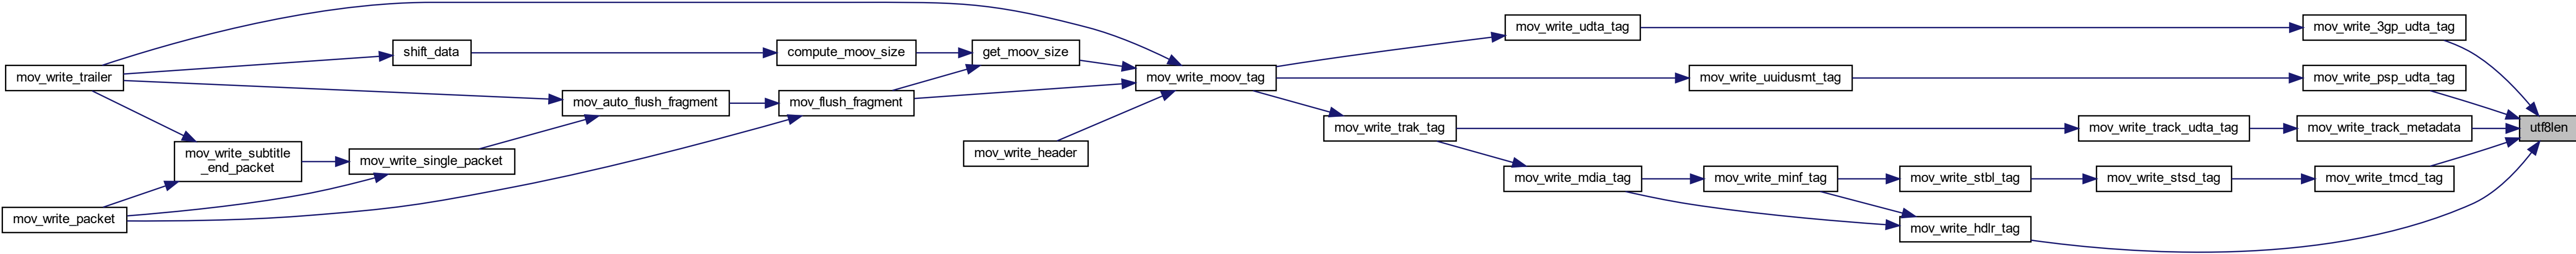 mov_write_trailer
mov_write_packet
mov_write_subtitle
_end_packet
shift_data
mov_write_single_packet
mov_auto_flush_fragment
compute_moov_size
mov_flush_fragment
get_moov_size
mov_write_header
mov_write_moov_tag
mov_write_trak_tag
mov_write_udta_tag
mov_write_mdia_tag
mov_write_uuidusmt_tag
mov_write_minf_tag
mov_write_stbl_tag
mov_write_hdlr_tag
mov_write_track_udta_tag
mov_write_stsd_tag
mov_write_3gp_udta_tag
mov_write_psp_udta_tag
mov_write_track_metadata
mov_write_tmcd_tag
utf8len